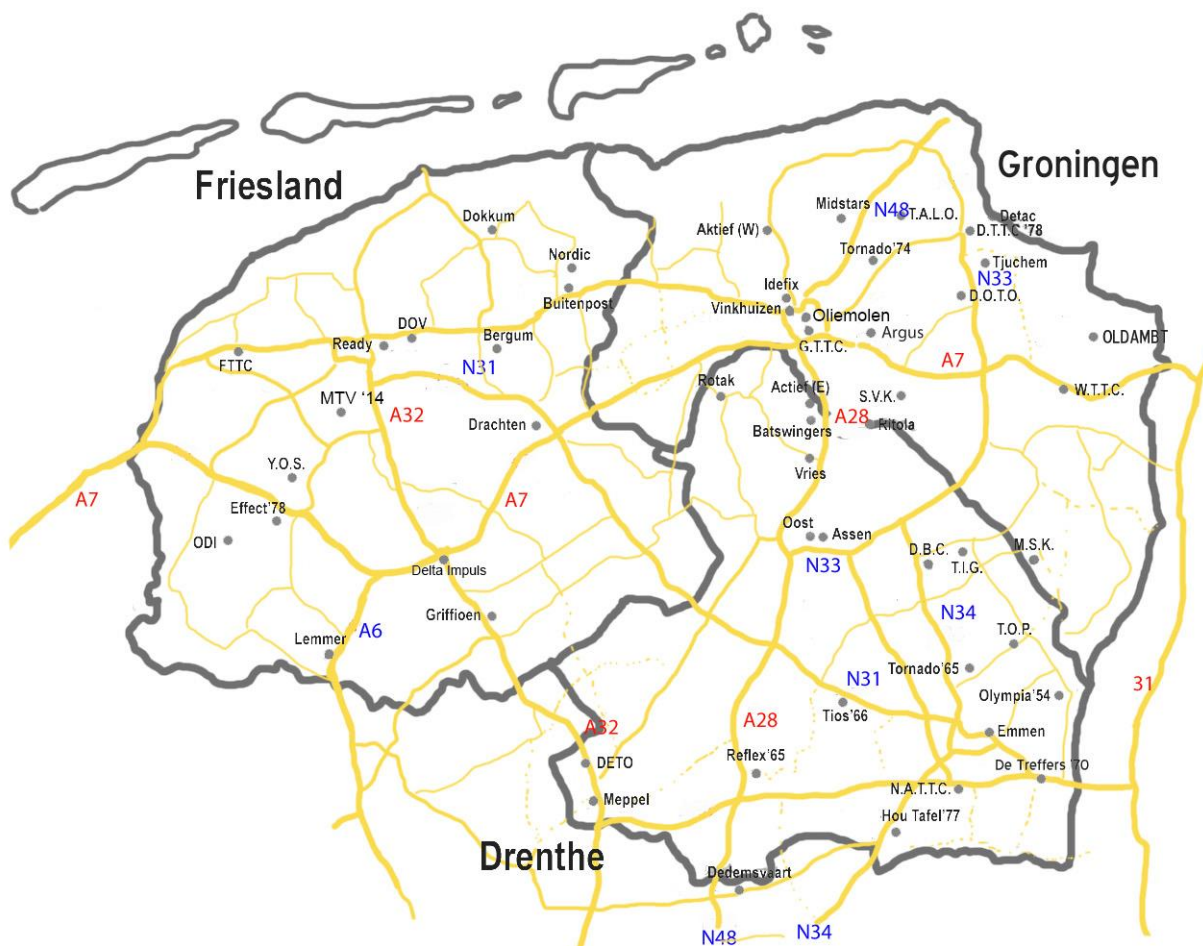 Friesland
Groningen
Dokkum
Nordic
Buitenpost
DOV
Ready
Bergum
FTTC
N31
MTV ‘14
A32
Drachten
Y.O.S.
A7
Effect’78
A7
ODI
Delta Impuls
Griffioen
A6
Lemmer
Midstars
N48
T.A.L.O.
Detac
D.T.T.C ’78
Aktief (W)
Tornado’74
Tjuchem
N33
Idefix
D.O.T.O.
Vinkhuizen
Oliemolen
Argus
OLDAMBT
G.T.T.C.
A7
Rotak
Actief (E)
S.V.K.
W.T.T.C.
A28
Ritola
Batswingers
Vries
Oost
Assen
D.B.C.
M.S.K.
T.I.G.
N33
N34
T.O.P.
Tornado’65
N31
31
Olympia’54
Tios’66
A32
A28
Emmen
DETO
Reflex’65
De Treffers ’70
N.A.T.T.C.
Meppel
Hou Tafel’77
Drenthe
Dedemsvaart
N48
N34